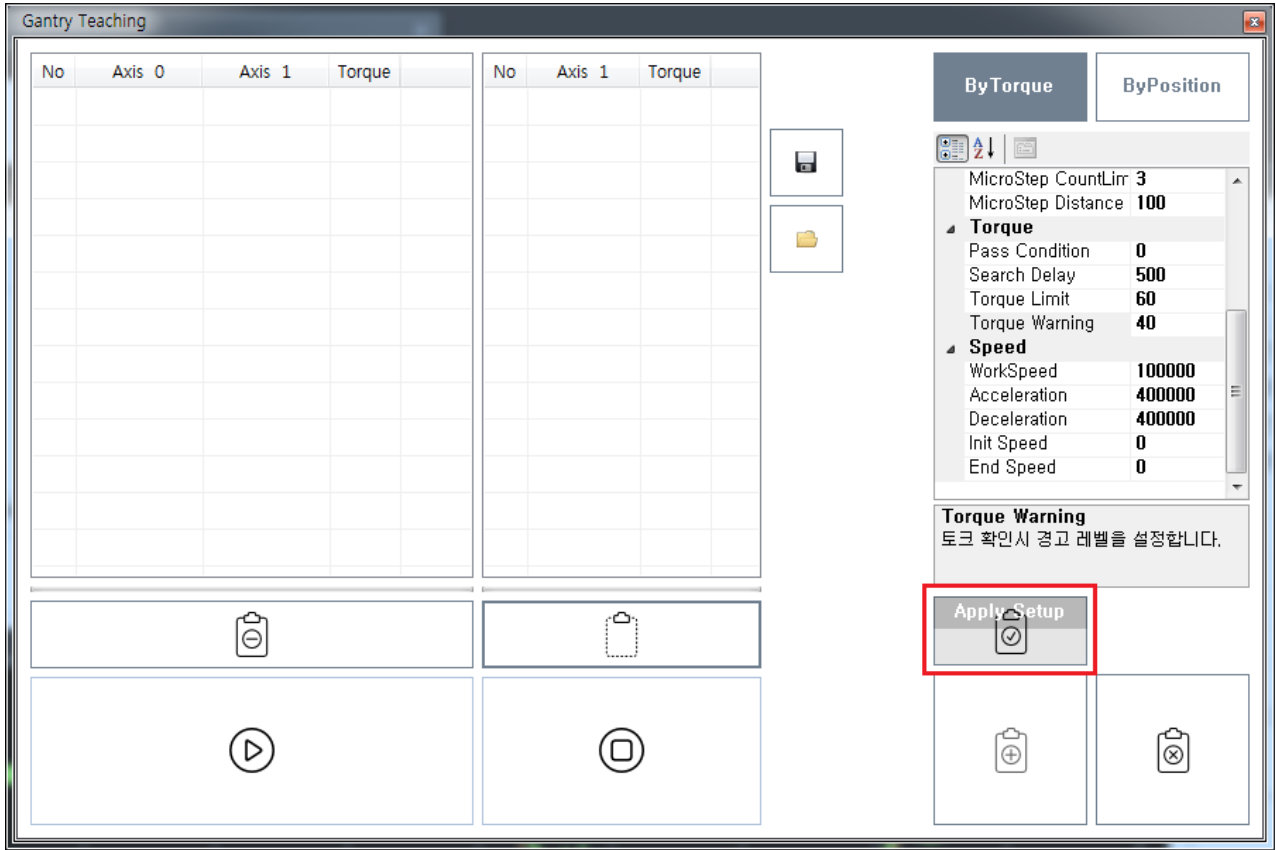 Gantry Teaching
No Axis 0 Axis 1 Torque
No Axis 1 Torque
ByTorque ByPosition
MicroStep CountLim 3
MicroStep Distance 100
Torque
Pass Condition 0
Search Delay 500
Torque Limit 60
Torque Warning 40
Speed
WorkSpeed 100000
Acceleration 400000
Deceleration 400000
Init Speed 0
End Speed 0
Torque Warning
토크 확인시 경고 레벨을 설정합니다.
Apply Setup